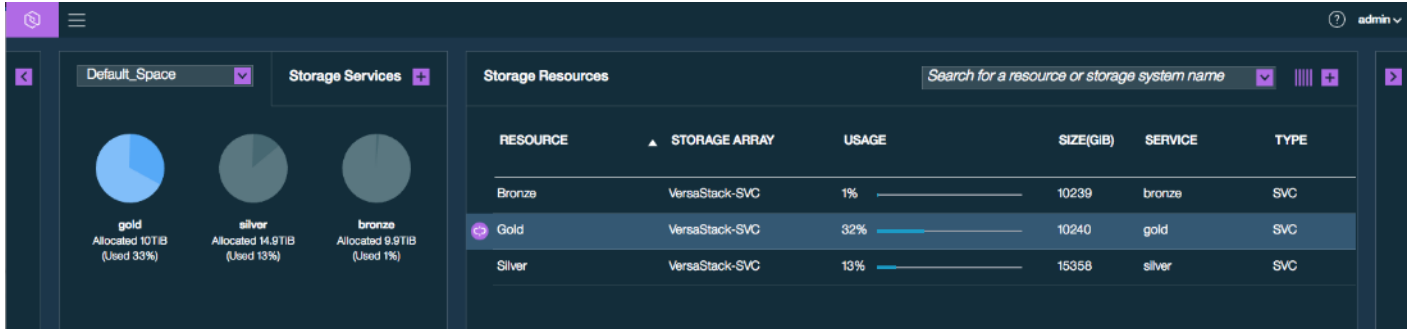 admin
Default_Space
Storage Services
Storage Resources
Search for a resource or storage system name
gold
Allocated 10TiB
(Used 33%)
silver
Allocated 14.9TiB
(Used 13%)
bronze
Allocated 9.9TiB
(Used 1%)
RESOURCE STORAGE ARRAY USAGE SIZE(GIB) SERVICE TYPE
Bronze VersaStack-SVC 1% 10239 bronze SVC
Gold VersaStack-SVC 32% 10240 gold SVC
Silver VersaStack-SVC 13% 15358 silver SVC